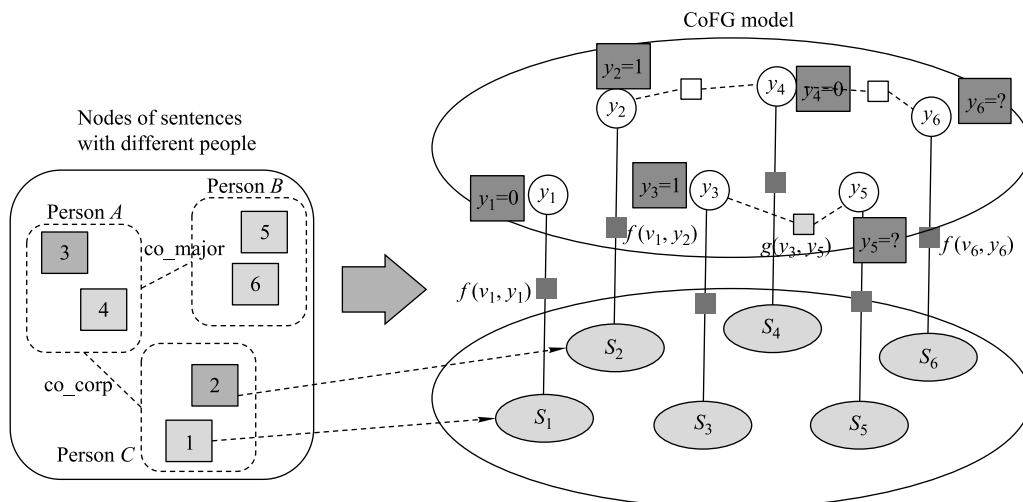 CoFG model
Nodes of sentences
with different people
Person B
Person A
5
3
co_major
6
4
co_corp
2
1
Person C
y2=1
y4
y4=0
y6=?
y2
y6
y1=0
y1
y3=1
y3
y5
f(v1, y2)
g(y3, y5)
y5=?
f(v6, y6)
f(v1, y1)
S2
S4
S6
S1
S3
S5